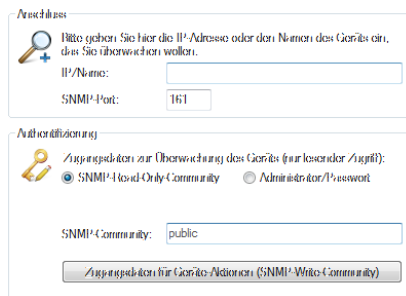 Anschluss
Bitte geben Sie hier die IP-Adresse oder den Namen des Geräts ein,
das Sie überwachen wollen.
IP/Name:
SNMP-Port: 161
Authentifizierung
Zugangsdaten zur Überwachung des Geräts (nur lesender Zugriff):
SNMP-Read-Only-Community Administrator/Passwort
SNMP-Community: public
Zugangsdaten für Geräte-Aktionen (SNMP-Write-Community)